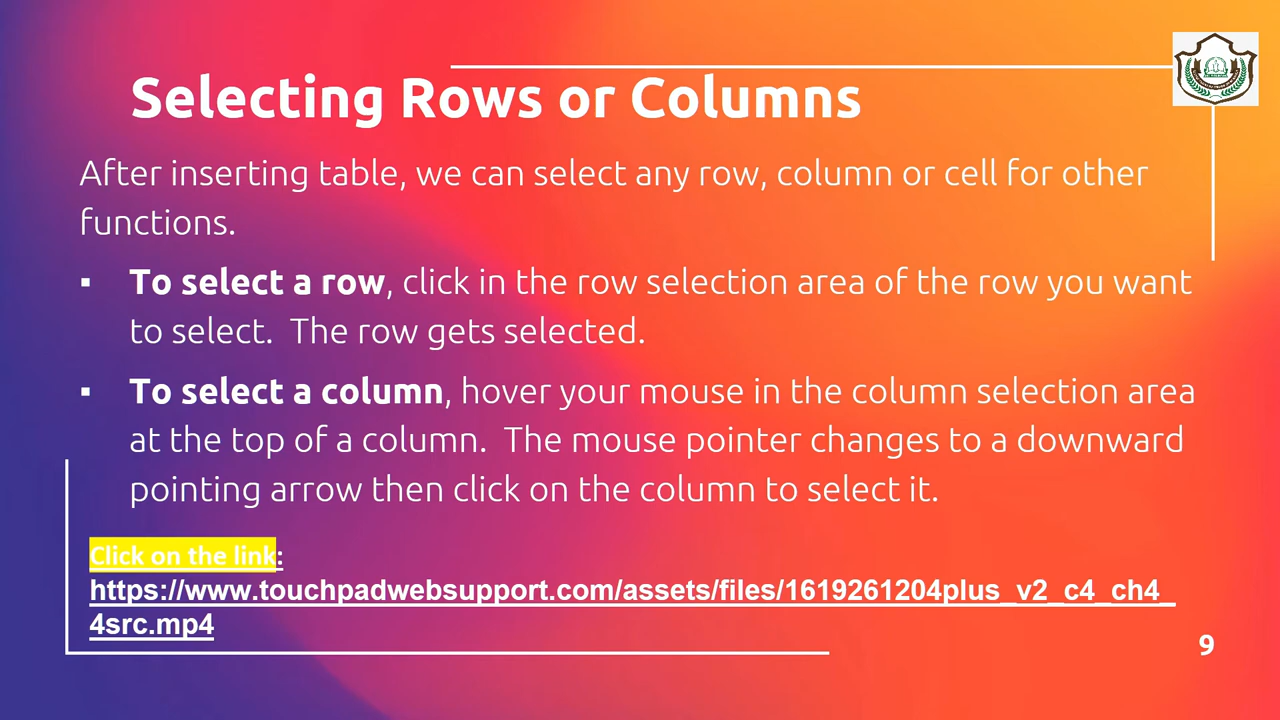 Selecting Rows or Columns
After inserting table, we can select any row, column or cell for other
functions.
▪ To select a row, click in the row selection area of the row you want
to select.  The row gets selected.
▪ To select a column, hover your mouse in the column selection area
at the top of a column.  The mouse pointer changes to a downward
pointing arrow then click on the column to select it.
Click on the link:
https://www.touchpadwebsupport.com/assets/files/1619261204plus_v2_c4_ch4_
4src.mp4
9